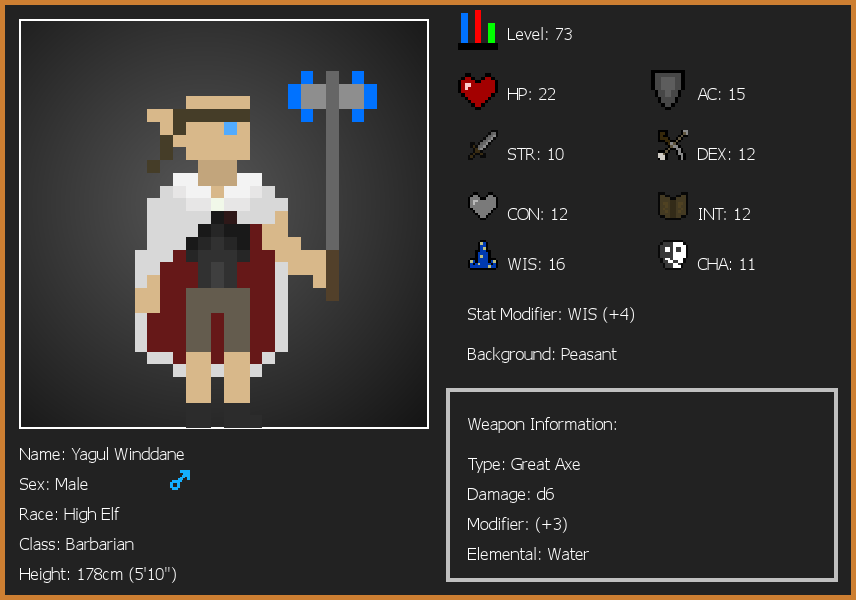 Level: 73
HP: 22
AC: 15
STR: 10
DEX: 12
CON: 12
INT: 12
WIS: 16
CHA: 11
Stat Modifier: WIS (+4)
Background: Peasant
Weapon Information:
Type: Great Axe
Damage: d6
Modifier: (+3)
Elemental: Water
Name: Yagul Winddane
Sex: Male
Race: High Elf
Class: Barbarian
Height: 178cm (5'10")